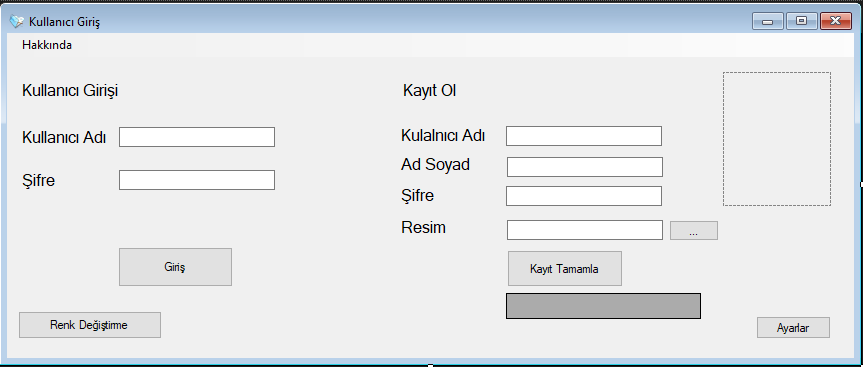 Kullanıcı Giriş
Hakkında
Kullanıcı Girişi
Kullanıcı Adı
Şifre
Giriş
Renk Değiştirme
Kayıt Ol
Kulalnıcı Adı
Ad Soyad
Şifre
Resim
...
Kayıt Tamamla
Ayarlar